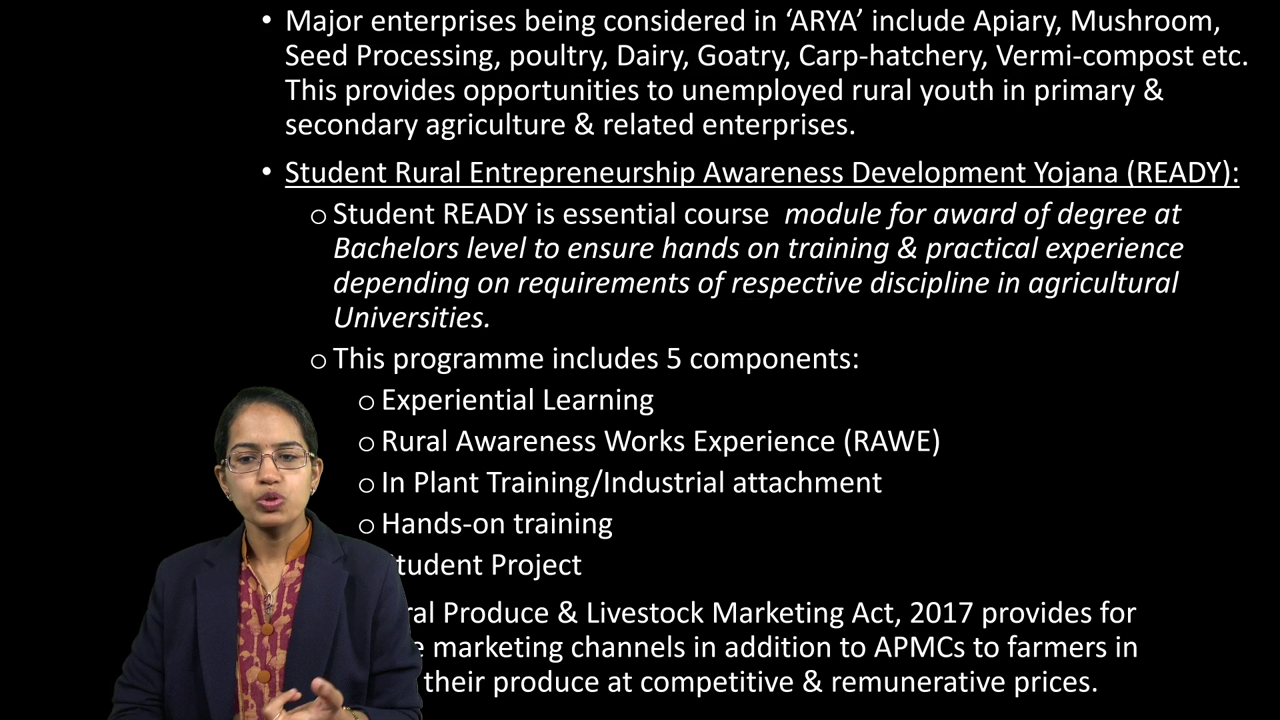 • Major enterprises being considered in ‘ARYA’ include Apiary, Mushroom,
Seed Processing, poultry, Dairy, Goatry, Carp-hatchery, Vermi-compost etc.
This provides opportunities to unemployed rural youth in primary &
secondary agriculture & related enterprises.
• Student Rural Entrepreneurship Awareness Development Yojana (READY):
o Student READY is essential course module for award of degree at
Bachelors level to ensure hands on training & practical experience
depending on requirements of respective discipline in agricultural
Universities.
o This programme includes 5 components:
o Experiential Learning
o Rural Awareness Works Experience (RAWE)
o In Plant Training/Industrial attachment
o Hands-on training
Student Project
Produce & Livestock Marketing Act, 2017 provides for
marketing channels in addition to APMCs to farmers in
their produce at competitive & remunerative prices.